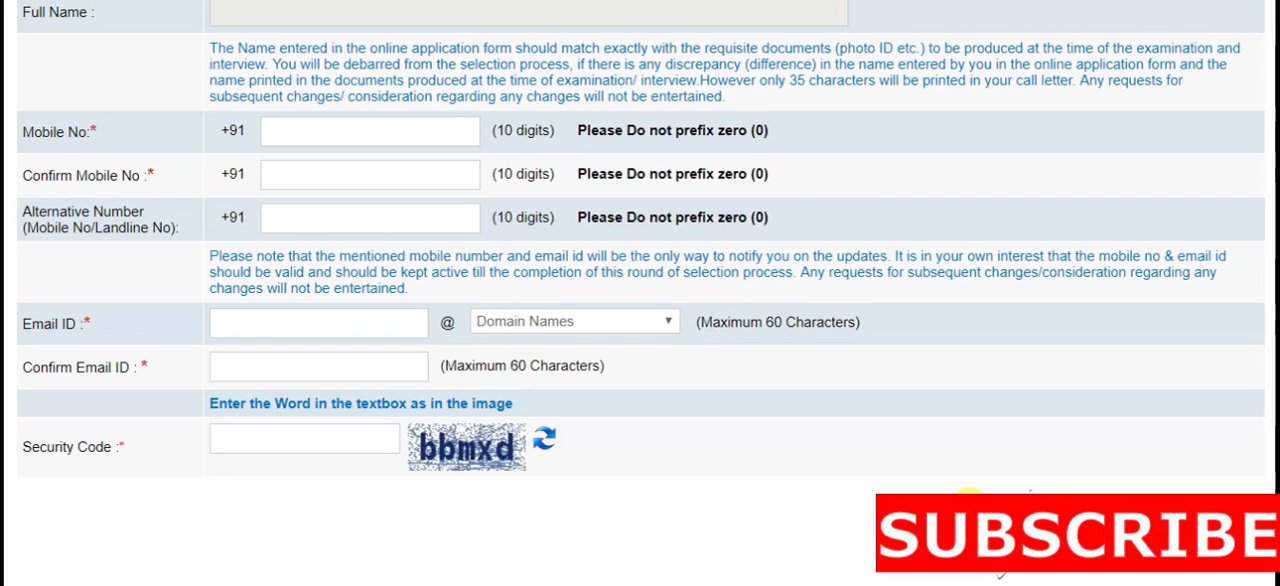 Full Name :
The Name entered in the online application form should match exactly with the requisite documents (photo ID etc.) to be produced at the time of the examination and
interview. You will be debarred from the selection process, if there is any discrepancy (difference) in the name entered by you in the online application form and the
name printed in the documents produced at the time of examination/ interview.However only 35 characters will be printed in your call letter. Any requests for
subsequent changes/ consideration regarding any changes will not be entertained.
Mobile No:* +91 (10 digits) Please Do not prefix zero (0)
Confirm Mobile No :* +91 (10 digits) Please Do not prefix zero (0)
Alternative Number
(Mobile No/Landline No): +91 (10 digits) Please Do not prefix zero (0)
Please note that the mentioned mobile number and email id will be the only way to notify you on the updates. It is in your own interest that the mobile no & email id
should be valid and should be kept active till the completion of this round of selection process. Any requests for subsequent changes/consideration regarding any
changes will not be entertained.
Email ID :* @ Domain Names (Maximum 60 Characters)
Confirm Email ID : * (Maximum 60 Characters)
Enter the Word in the textbox as in the image
Security Code :* bbmxd
SUBSCRIBE